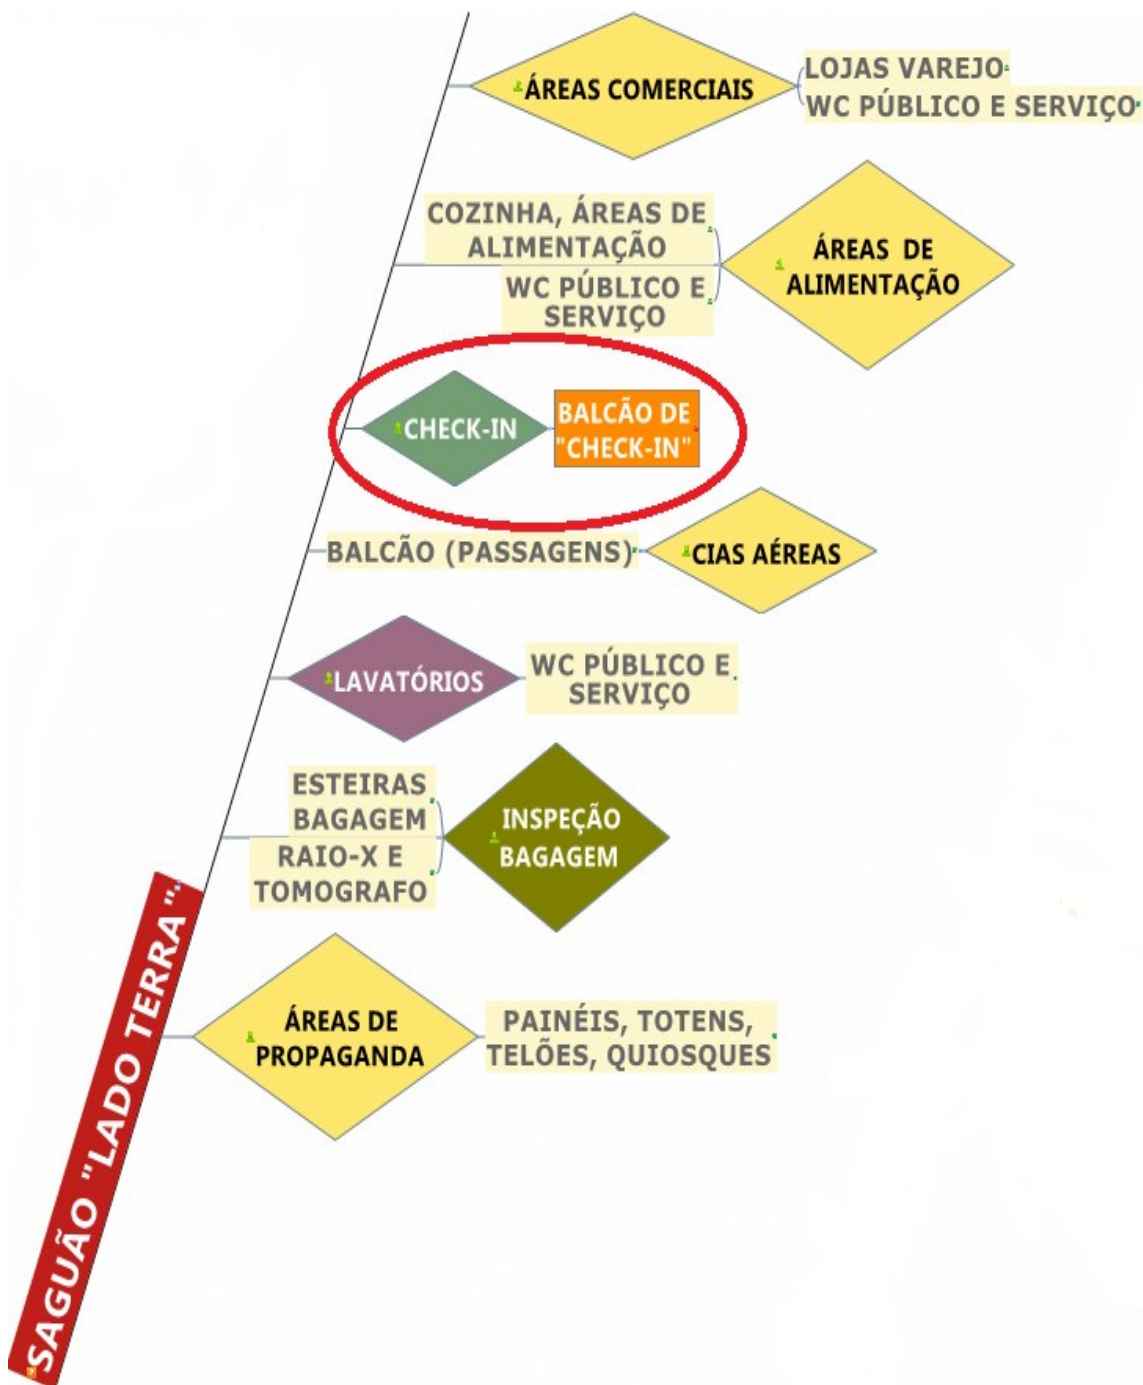 ÁREAS COMERCIAIS
LOJAS VAREJO
WC PÚBLICO E SERVIÇO
COZINHA, ÁREAS DE
ALIMENTAÇÃO
WC PÚBLICO E
SERVIÇO
ÁREAS DE
ALIMENTAÇÃO
CHECK-IN
BALCÃO DE
"CHECK-IN"
BALCÃO (PASSAGENS)
CIAS AÉREAS
LAVATÓRIOS
WC PÚBLICO E
SERVIÇO
ESTEIRAS
BAGAGEM
RAIO-X E
TOMOGRAFO
INSPEÇÃO
BAGAGEM
ÁREAS DE
PROPAGANDA
PAINÉIS, TOTENS,
TELÕES, QUIOSQUES
SAGUÃO "LADO TERRA"